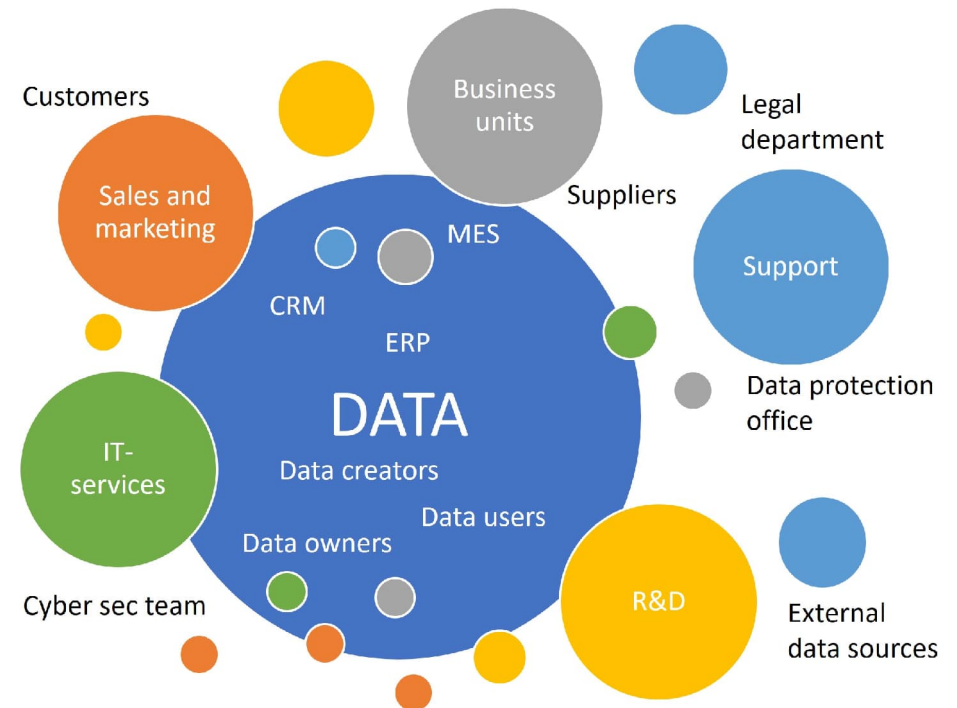 Customers
Business
units
Legal
department
Sales and
marketing
Suppliers
MES
Support
CRM
ERP
DATA
Data protection
office
IT-
services
Data creators
Data users
Data owners
Cyber sec team
R&D
External
data sources